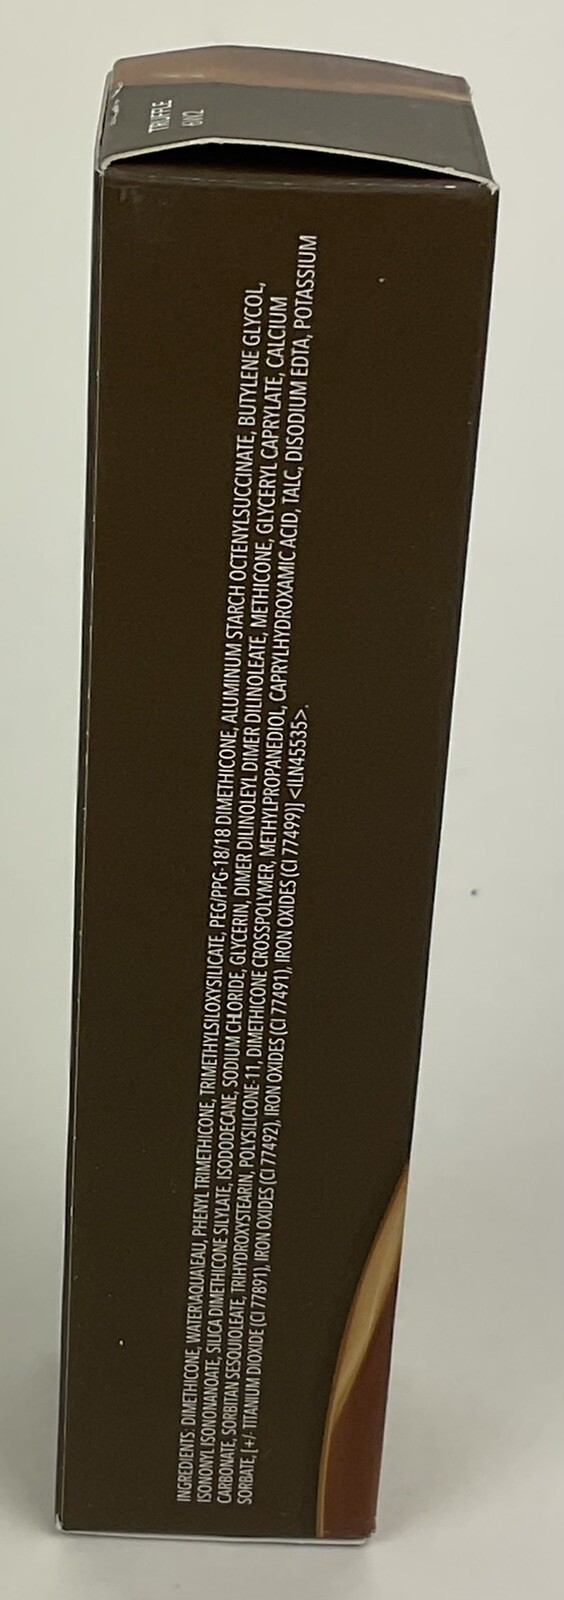 TRUFFLE
6W2
INGREDIENTS: DIMETHICONE, WATER\AQUA\EAU, PHENYL TRIMETHICONE, TRIMETHYLSILOXYSILICATE, PEG/PPG-18/18 DIMETHICONE, ALUMINUM STARCH OCTENYLSUCCINATE, BUTYLENE GLYCOL,
ISONONYL ISONONANOATE, SILICA DIMETHICONE SILYLATE, ISODODECANE, SODIUM CHLORIDE, GLYCERIN, DIMER DILINOLEYL DIMER DILINOLEATE, METHICONE, GLYCERYL CAPRYLATE, CALCIUM
CARBONATE, SORBITAN SESQUIOLEATE, TRIHYDROXYSTEARIN, POLYSILICONE-11, DIMETHICONE CROSSPOLYMER, METHYLPROPANEDIOL, CAPRYLHYDROXAMIC ACID, TALC, DISODIUM EDTA, POTASSIUM
SORBATE, [+/- TITANIUM DIOXIDE (CI 77891), IRON OXIDES (CI 77492), IRON OXIDES (CI 77491), IRON OXIDES (CI 77499)] <ILN45535>.